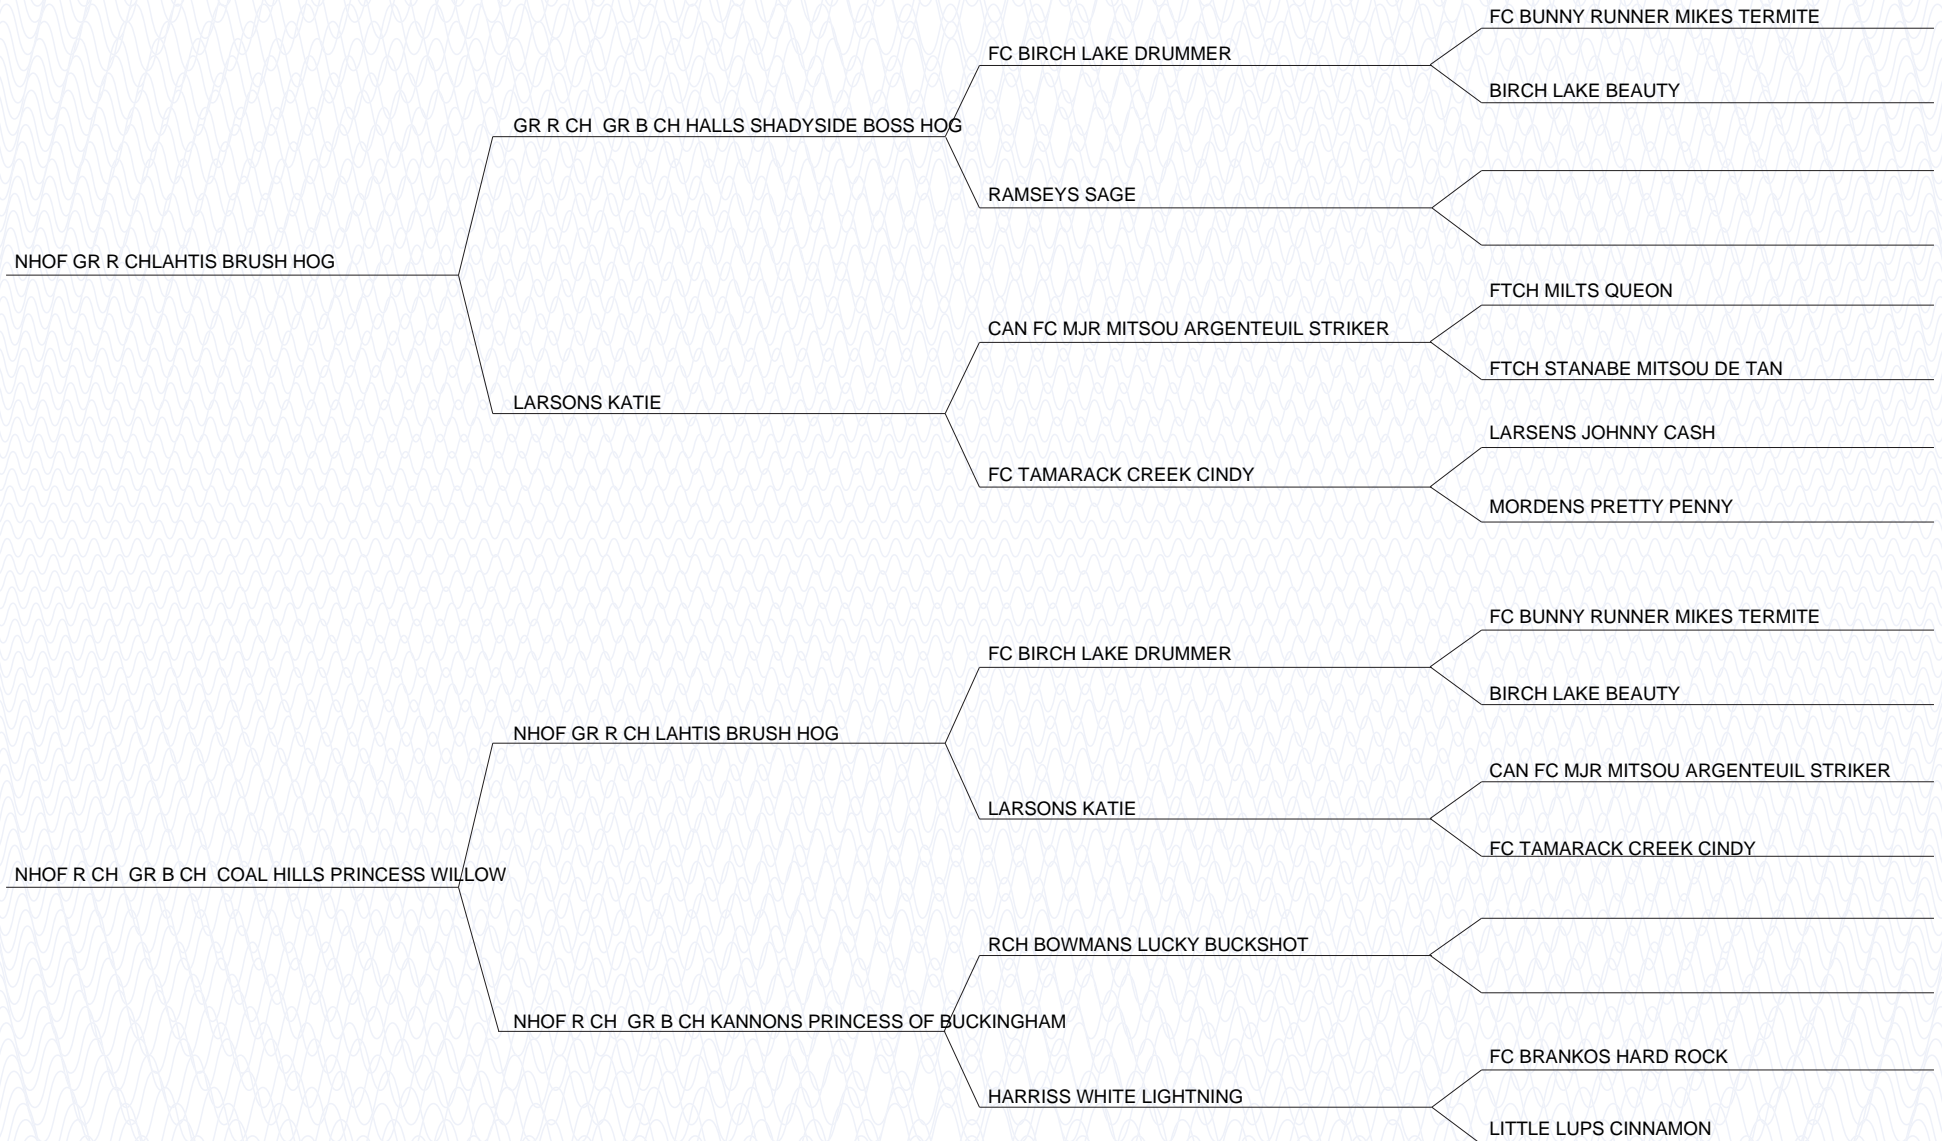 FC BUNNY RUNNER MIKES TERMITE
FC BIRCH LAKE DRUMMER
BIRCH LAKE BEAUTY
GR R CH  GR B CH HALLS SHADYSIDE BOSS HOG
RAMSEYS SAGE
NHOF GR R CHLAHTIS BRUSH HOG
FTCH MILTS QUEON
CAN FC MJR MITSOU ARGENTEUIL STRIKER
FTCH STANABE MITSOU DE TAN
LARSONS KATIE
LARSENS JOHNNY CASH
FC TAMARACK CREEK CINDY
MORDENS PRETTY PENNY
FC BUNNY RUNNER MIKES TERMITE
FC BIRCH LAKE DRUMMER
BIRCH LAKE BEAUTY
NHOF GR R CH LAHTIS BRUSH HOG
CAN FC MJR MITSOU ARGENTEUIL STRIKER
LARSONS KATIE
FC TAMARACK CREEK CINDY
NHOF R CH  GR B CH  COAL HILLS PRINCESS WILLOW
RCH BOWMANS LUCKY BUCKSHOT
NHOF R CH  GR B CH KANNONS PRINCESS OF BUCKINGHAM
FC BRANKOS HARD ROCK
HARRISS WHITE LIGHTNING
LITTLE LUPS CINNAMON